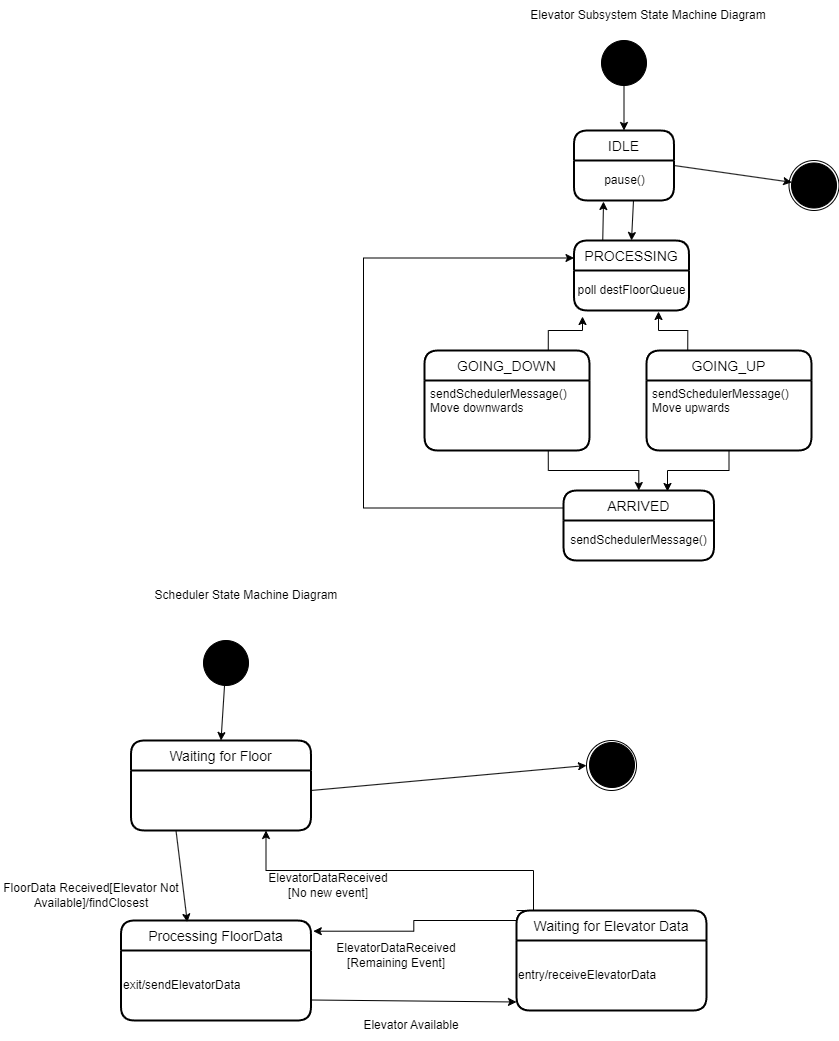 Elevator Subsystem State Machine Diagram
IDLE
pause()
PROCESSING
poll destFloorQueue
GOING_DOWN
sendSchedulerMessage()
Move downwards
GOING_UP
sendSchedulerMessage()
Move upwards
ARRIVED
sendSchedulerMessage()
Scheduler State Machine Diagram
Waiting for Floor
FloorData Received[Elevator Not
Available]/findClosest
ElevatorDataReceived
[No new event]
Processing FloorData
exit/sendElevatorData
ElevatorDataReceived
[Remaining Event]
Waiting for Elevator Data
entry/receiveElevatorData
Elevator Available